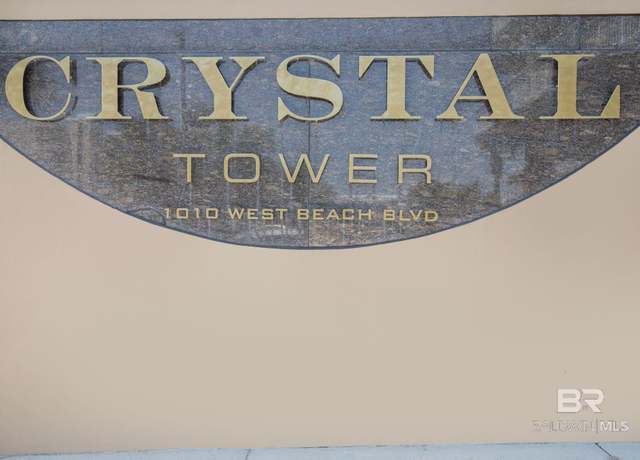 CRYSTAL
TOWER
1010 WEST BEACH BLVD
BR
BALDWIN|MLS